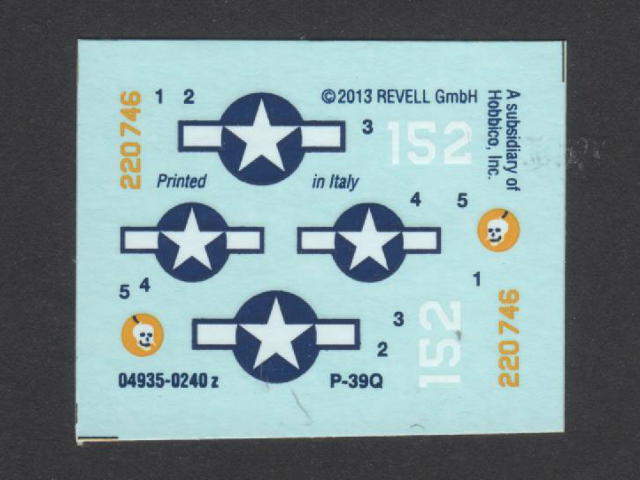 1 2
© 2013 REVELL GmbH
A subsidiary of
Hobbico, Inc.
220746
3
152
Printed in Italy
4 5
5 4
1
3
2
152
220746
04935-0240 z
P-39Q